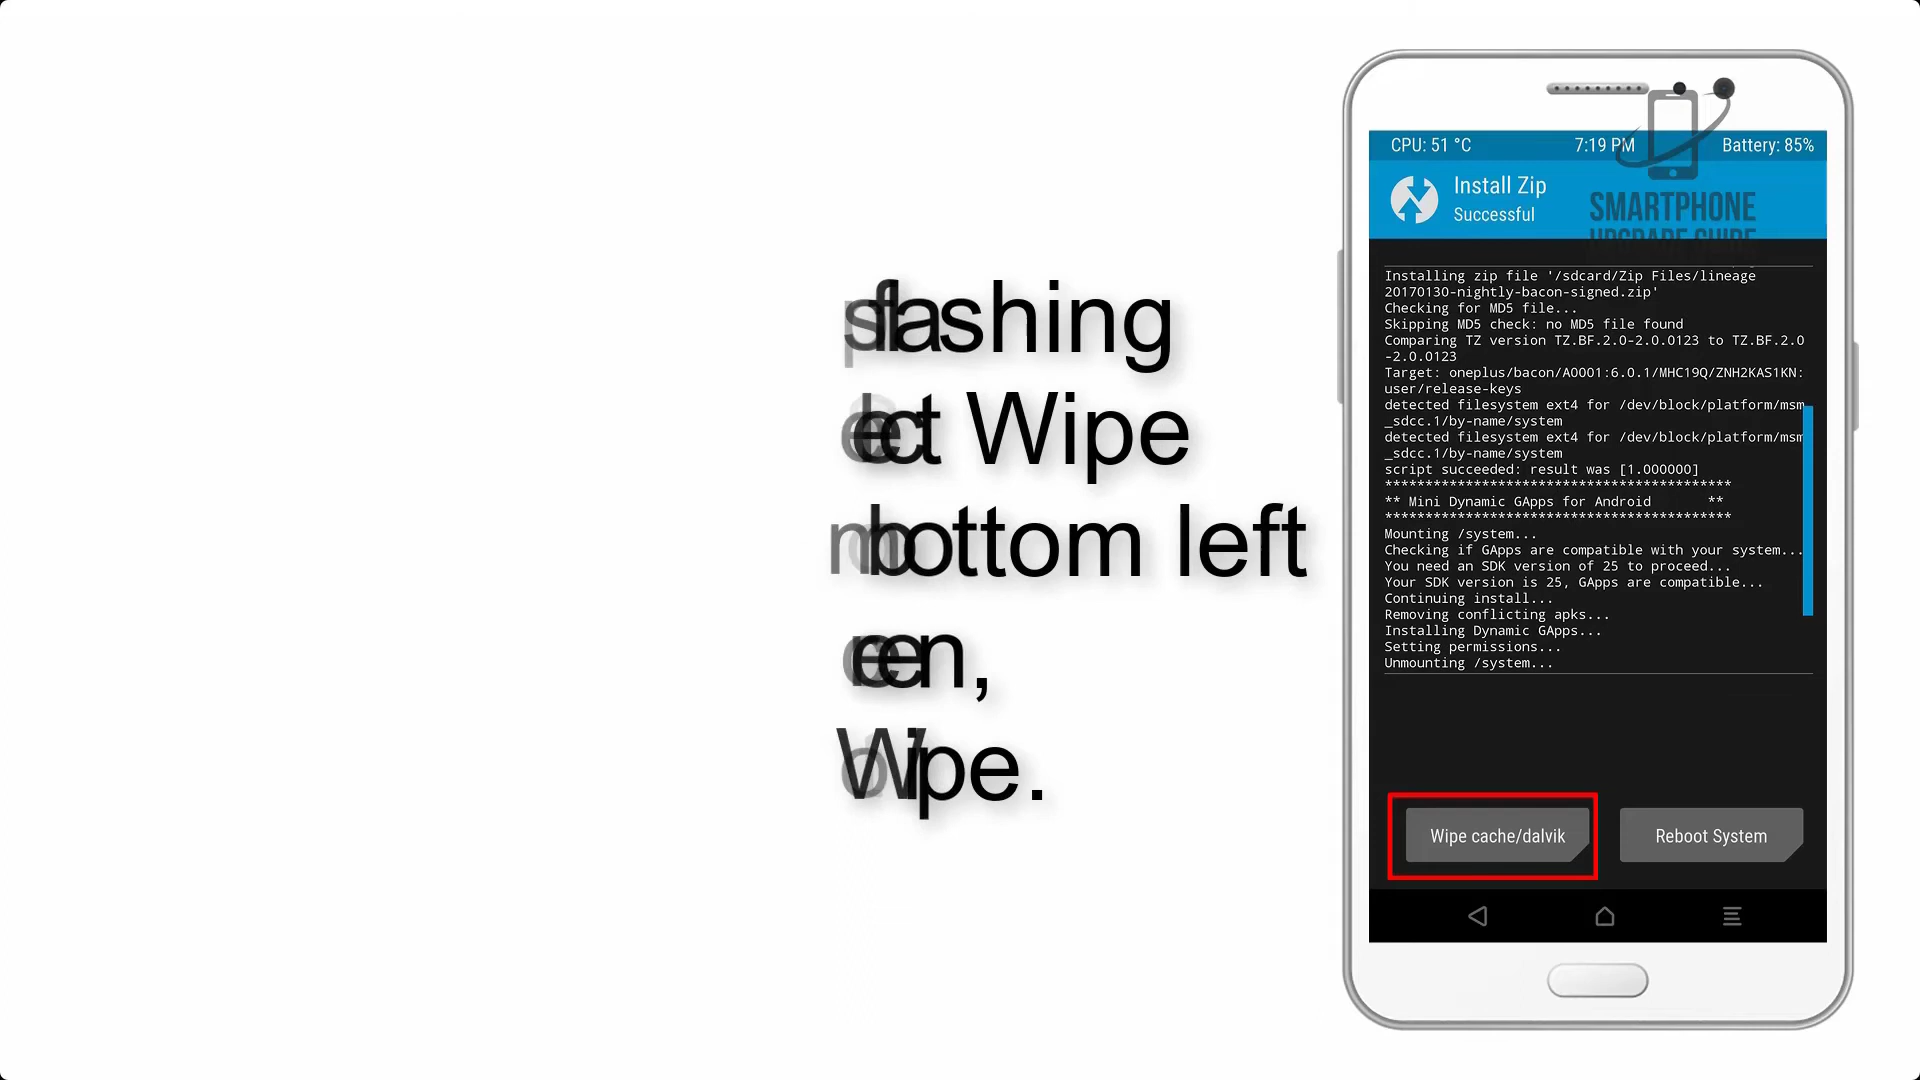 flashing
Wipe
bottom left
Wipe.
CPU: 51 °C 7:19 PM Battery: 85%
Install Zip
Successful
SMARTPHONE
UPGRADE GUIDE
Installing zip file '/sdcard/Zip Files/lineage
20170130-nightly-bacon-signed.zip'
Checking for MD5 file...
Skipping MD5 check: no MD5 file found
Comparing TZ version TZ.BF.2.0-2.0.0123 to TZ.BF.2.0
-2.0.0123
Target: oneplus/bacon/A0001:6.0.1/MHC19Q/ZNH2KAS1KN:
user/release-keys
detected filesystem ext4 for /dev/block/platform/msm
_sdcc.1/by-name/system
detected filesystem ext4 for /dev/block/platform/msm
_sdcc.1/by-name/system
script succeeded: result was [1.000000]
*******************************************
** Mini Dynamic GApps for Android **
*******************************************
Mounting /system...
Checking if GApps are compatible with your system...
You need an SDK version of 25 to proceed...
Your SDK version is 25, GApps are compatible...
Continuing install...
Removing conflicting apks...
Installing Dynamic GApps...
Setting permissions...
Unmounting /system...
Wipe cache/dalvik Reboot System